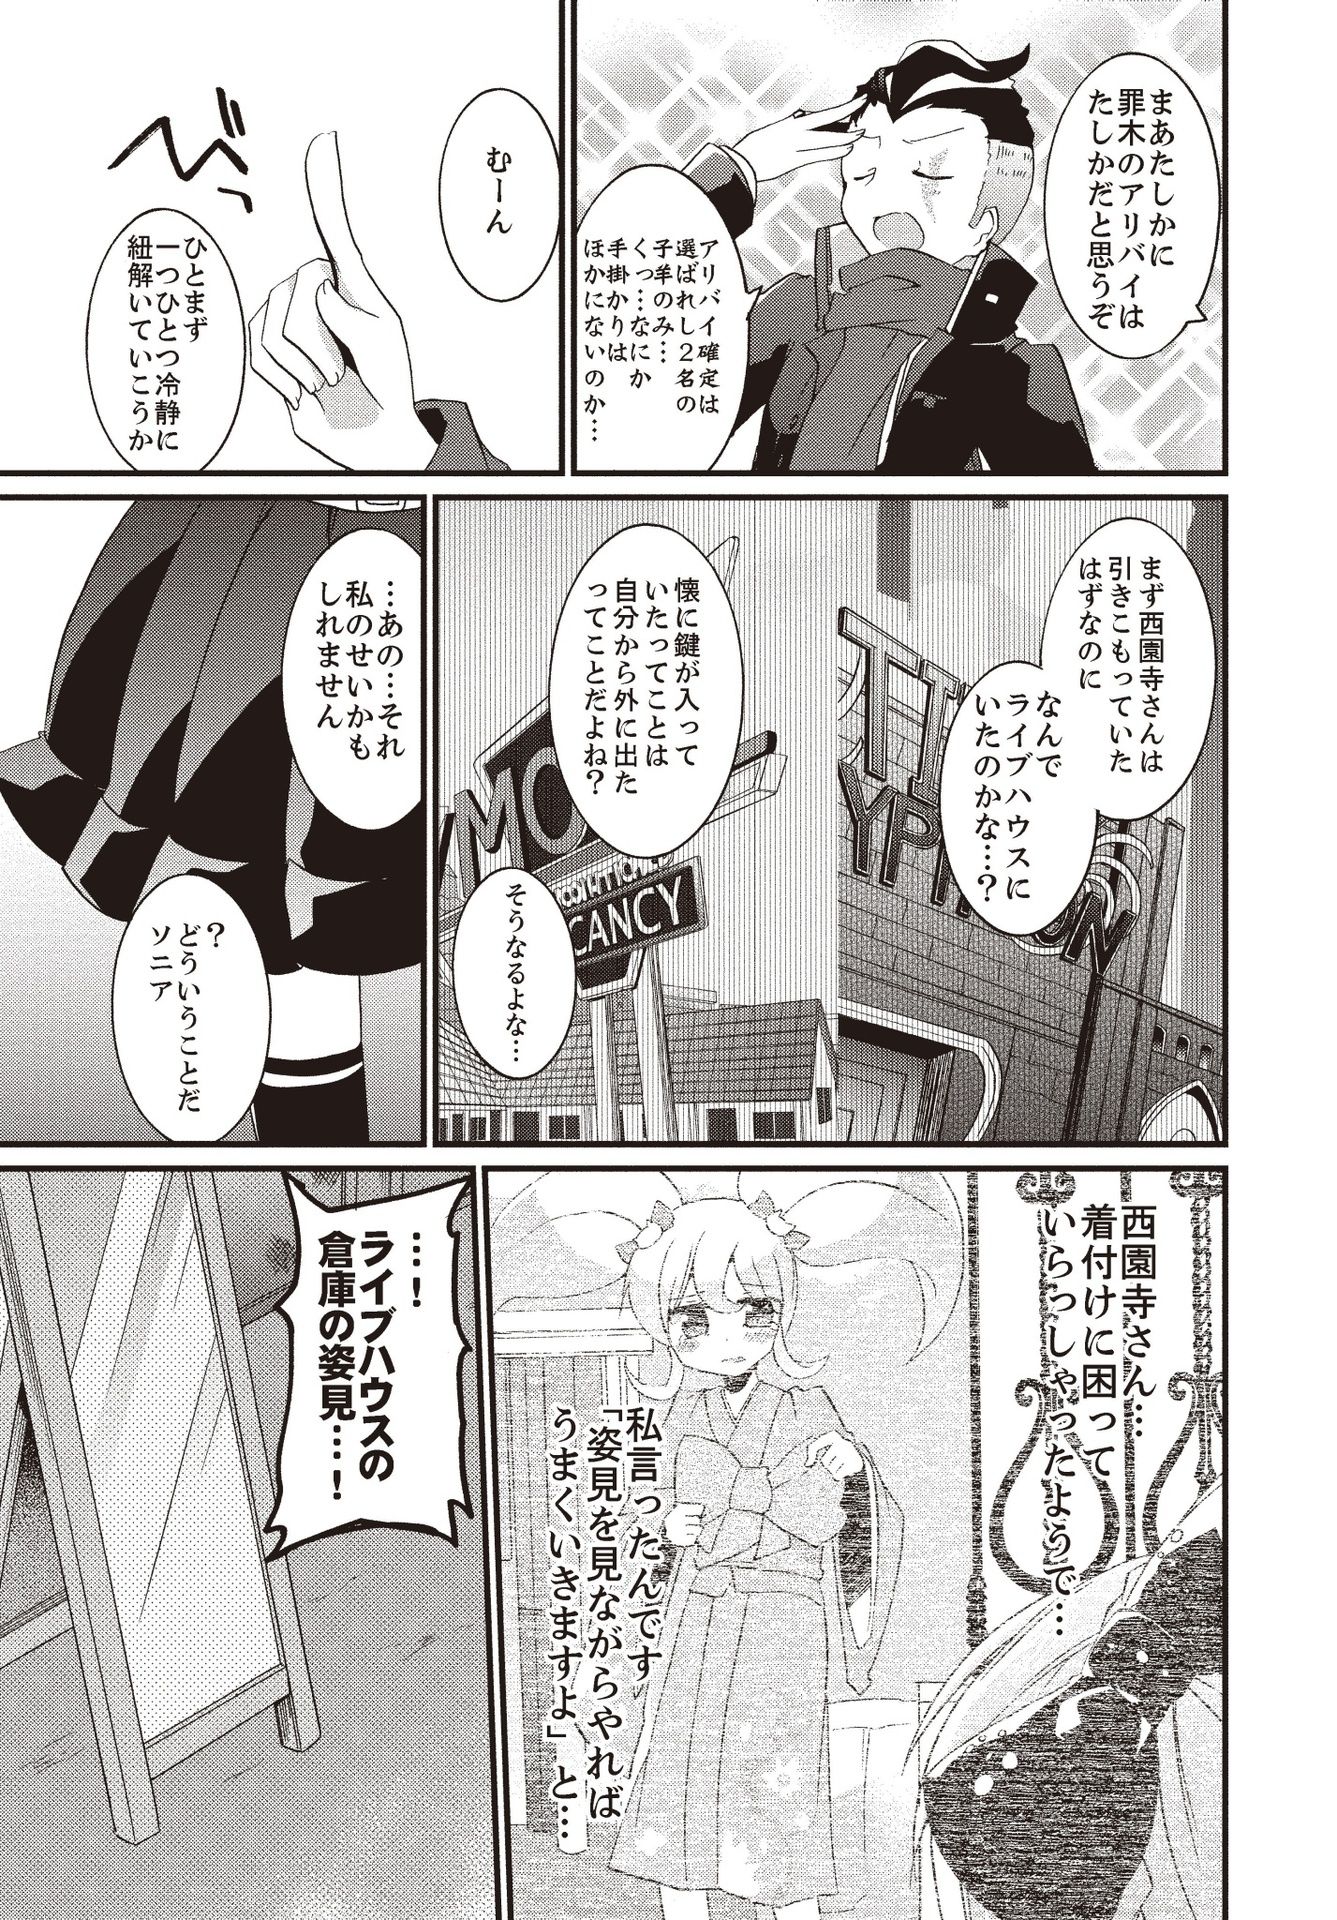 まあたしかに
罪木のアリバイは
たしかだと思うぞ
アリバイ確定は
選ばれし2名の
子羊のみ…
くっ…なにか
手掛かりは
ほかにないのか…
むーん
びっ
ひとまず
一つひとつ冷静に
紐解いていこうか
まず西園寺さんは
引きこもっていた
はずなのに
なんで
ライブハウスに
いたのかな…?
懐に鍵が入って
いたってことは
自分から外に出た
ってことだよね?
そうなるよな…
MOT
CANCY
…あの…それ
私のせいかも
しれません
?
どういうことだ
ソニア
西園寺さん…
着付けに困って
いらっしゃったようで…
私言ったんです
「姿見を見ながらやれば
うまくいきますよ」と…
…!
ライブハウスの
倉庫の姿見…!